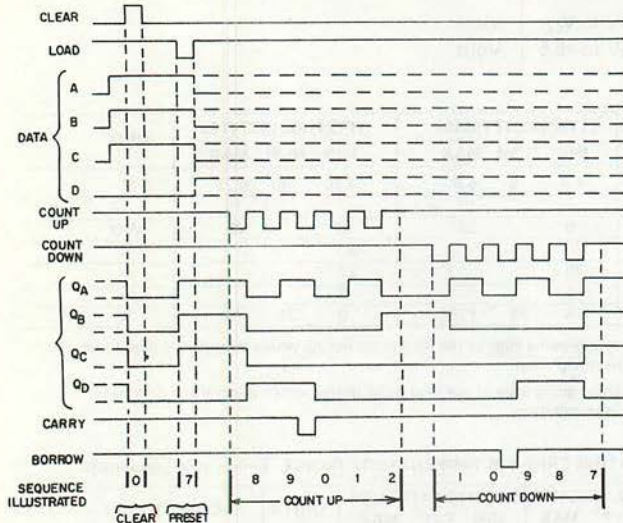 CLEAR
LOAD
A
B
DATA
C
D
COUNT UP
COUNT DOWN
QA
QB
QC
QD
CARRY
BORROW
SEQUENCE ILLUSTRATED
0 7 8 9 0 1 2 1 0 9 8 7
COUNT UP COUNT DOWN
CLEAR PRESET